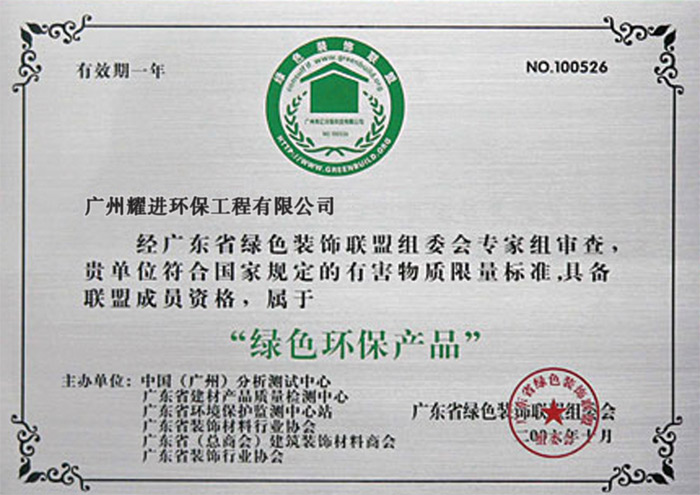 有效期一年
NO.100526
绿色装饰联盟
HTTP://WWW.GREENBUILD.ORG
广州耀进环保工程有限公司
经广东省绿色装饰联盟组委会专家组审查，
贵单位符合国家规定的有害物质限量标准,具备
联盟成员资格，属于
“绿色环保产品”
主办单位：中国（广州）分析测试中心
广东省建材产品质量检测中心
广东省环境保护监测中心站
广东省装饰材料行业协会
广东省（总商会）建筑装饰材料商会
广东省装饰行业协会
广东省绿色装饰联盟组委会